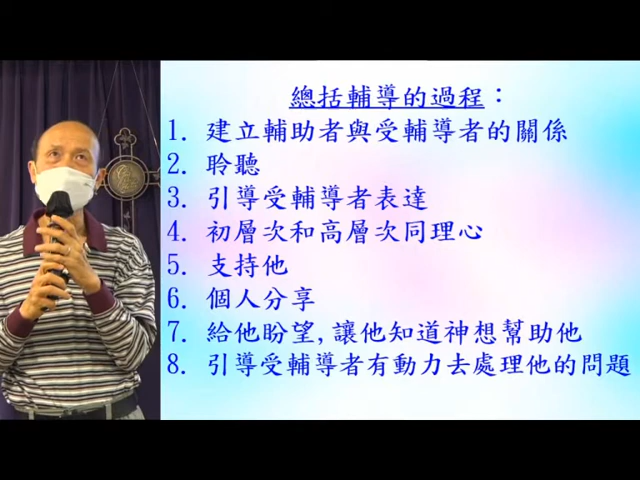 總括輔導的過程：
1. 建立輔助者與受輔導者的關係
2. 聆聽
3. 引導受輔導者表達
4. 初層次和高層次同理心
5. 支持他
6. 個人分享
7. 給他盼望,讓他知道神想幫助他
8. 引導受輔導者有動力去處理他的問題